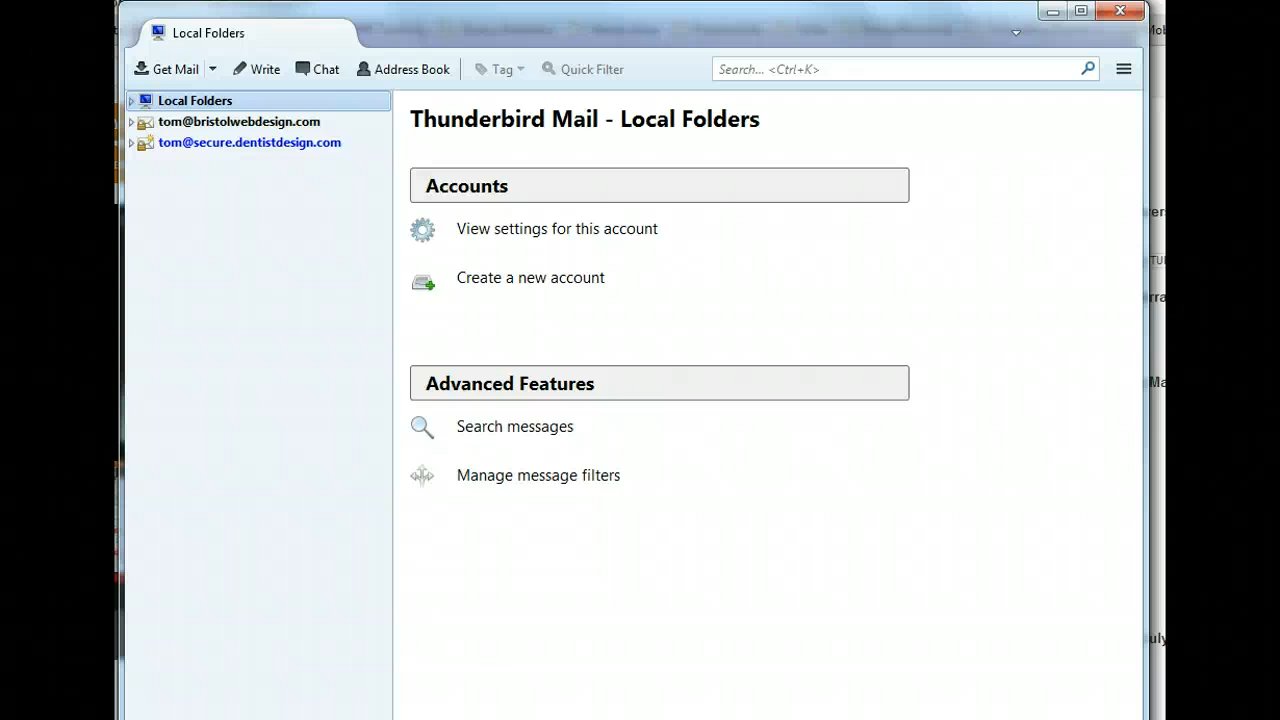 Local Folders
Get Mail Write Chat Address Book Tag Quick Filter Search... <Ctrl+K>
Local Folders
tom@bristolwebdesign.com
tom@secure.dentistdesign.com
Thunderbird Mail - Local Folders
Accounts
View settings for this account
Create a new account
Advanced Features
Search messages
Manage message filters